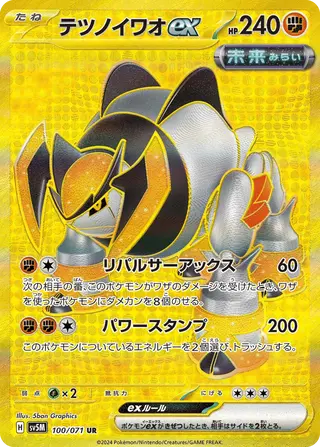 たね テツノイワオex HP240
未来 みらい
リパルサーアックス 60
次の相手の番、このポケモンがワザのダメージを受けたとき、ワザ
を使ったポケモンにダメカンを8個のせる。
パワースタンプ 200
このポケモンについているエネルギーを2個選び、トラッシュする。
弱点 ×2 抵抗力 にげる
Illus. 5ban Graphics
exルール
ポケモンexがきぜつしたとき、相手はサイドを2枚とる。
H SV5M 100/071 UR
©2024 Pokémon/Nintendo/Creatures/GAME FREAK.